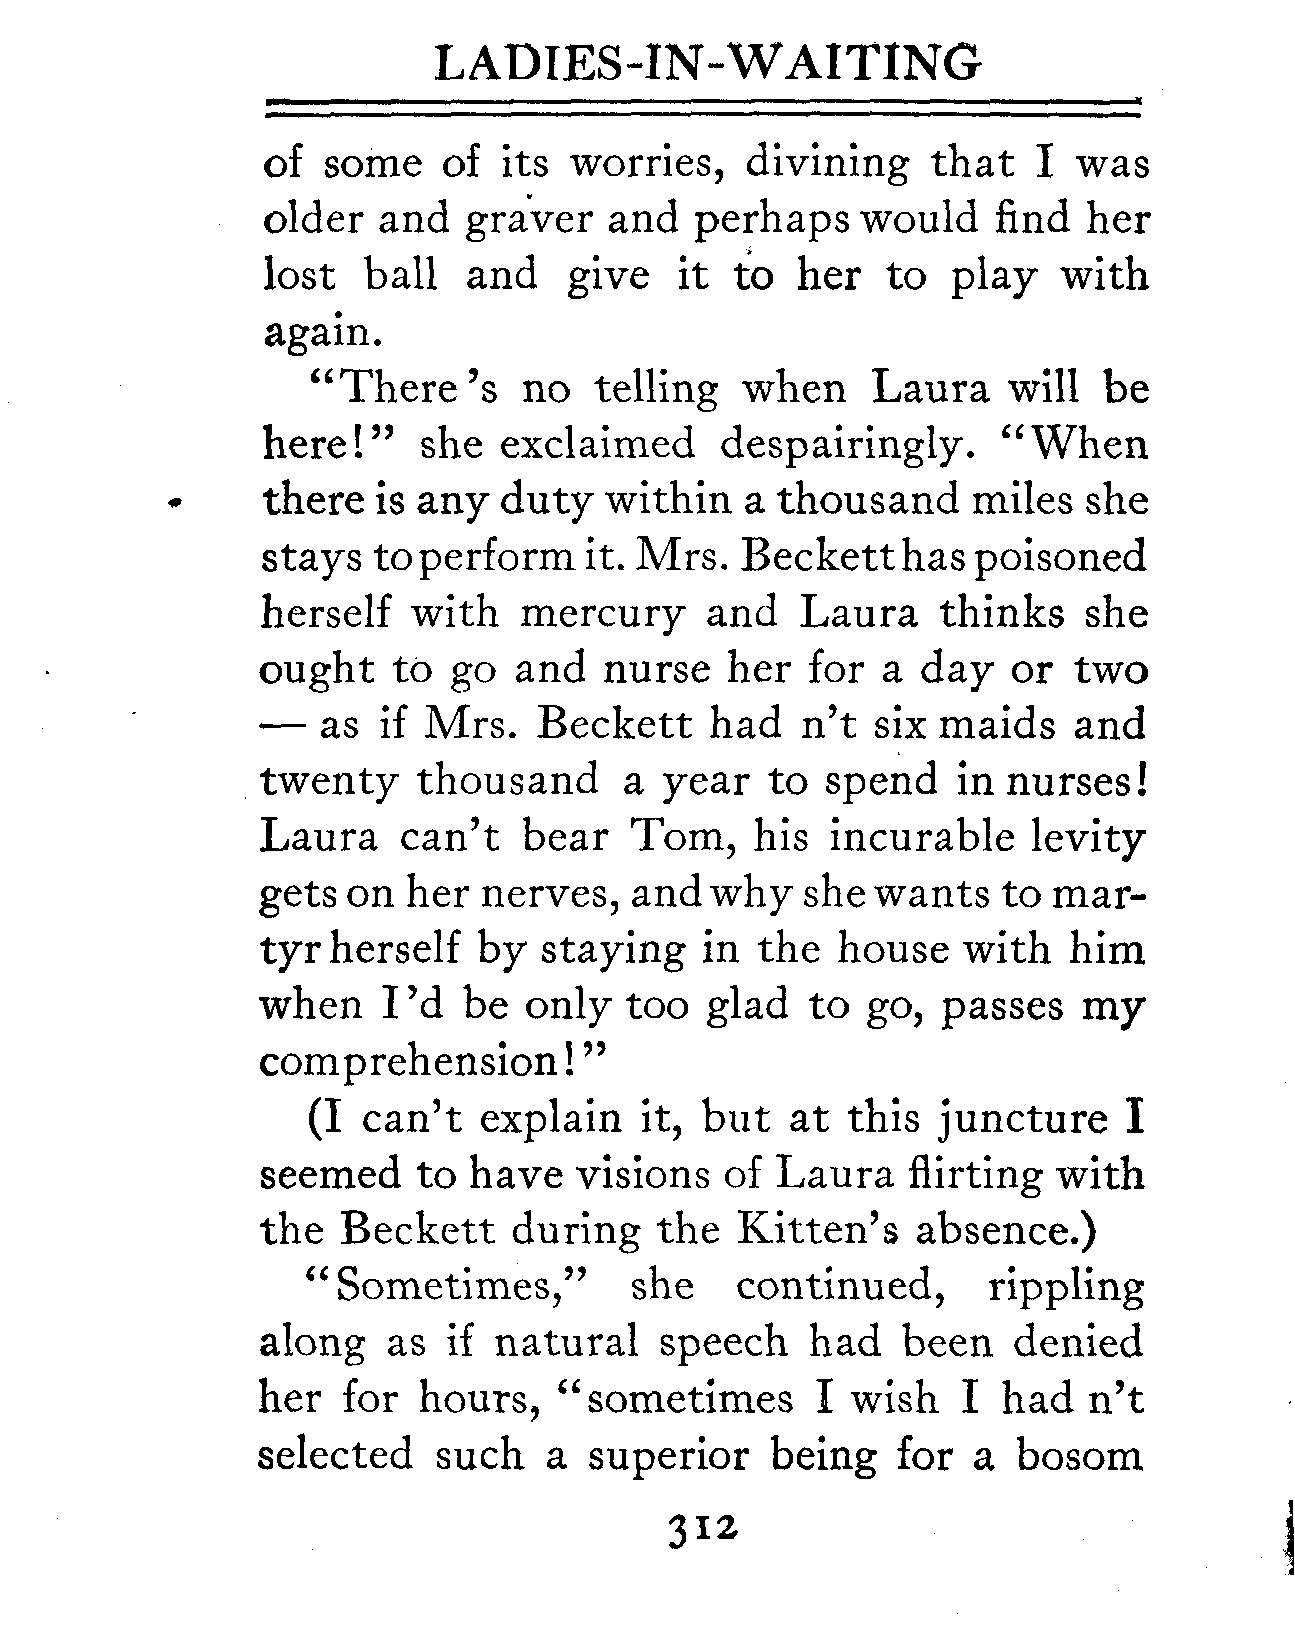 LADIES-IN-WAITING
of some of its worries, divining that I was
older and graver and perhaps would find her
lost ball and give it to her to play with
again.
“There ’s no telling when Laura will be
here!” she exclaimed despairingly. “When
there is any duty within a thousand miles she
stays to perform it. Mrs. Beckett has poisoned
herself with mercury and Laura thinks she
ought to go and nurse her for a day or two
— as if Mrs. Beckett had n’t six maids and
twenty thousand a year to spend in nurses!
Laura can’t bear Tom, his incurable levity
gets on her nerves, and why she wants to mar-
tyr herself by staying in the house with him
when I ’d be only too glad to go, passes my
comprehension!”
(I can’t explain it, but at this juncture I
seemed to have visions of Laura flirting with
the Beckett during the Kitten’s absence.)
“Sometimes,” she continued, rippling
along as if natural speech had been denied
her for hours, “sometimes I wish I had n’t
selected such a superior being for a bosom
312